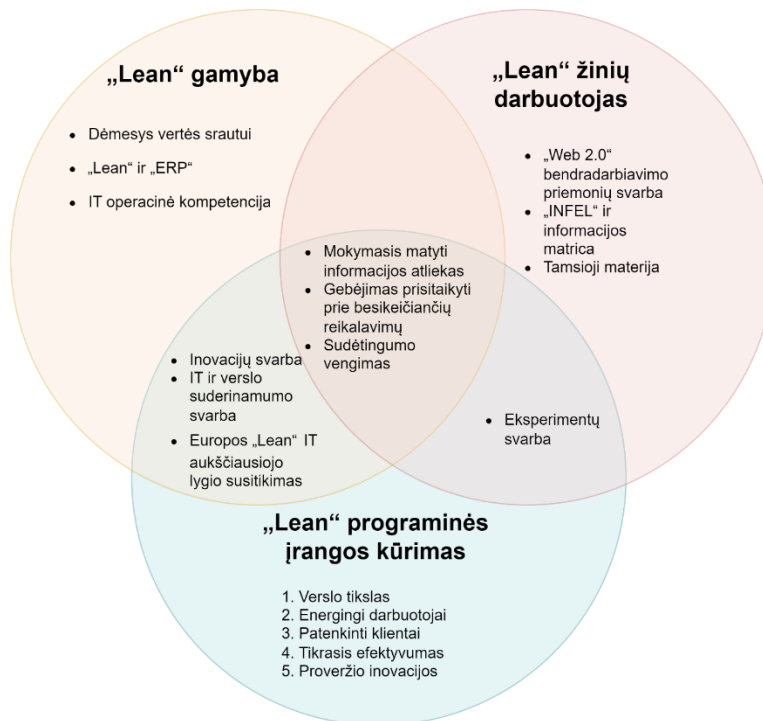 „Lean“ gamyba
• Dėmesys vertės srautui
• „Lean“ ir „ERP“
• IT operacinė kompetencija
„Lean“ žinių
darbuotojas
• „Web 2.0“
bendradarbiavimo
priemonių svarba
• „INFEL“ ir
informacijos
matrica
• Tamsioji materija
• Mokymasis matyti
informacijos atliekas
• Gebėjimas prisitaikyti
prie besikeičiančių
reikalavimų
• Sudėtingumo
vengimas
• Inovacijų svarba
• IT ir verslo
suderinamumo
svarba
• Europos „Lean“ IT
aukščiausiojo
lygio susitikimas
• Eksperimentų
svarba
„Lean“ programinės
įrangos kūrimas
1. Verslo tikslas
2. Energingi darbuotojai
3. Patenkinti klientai
4. Tikrasis efektyvumas
5. Proveržio inovacijos